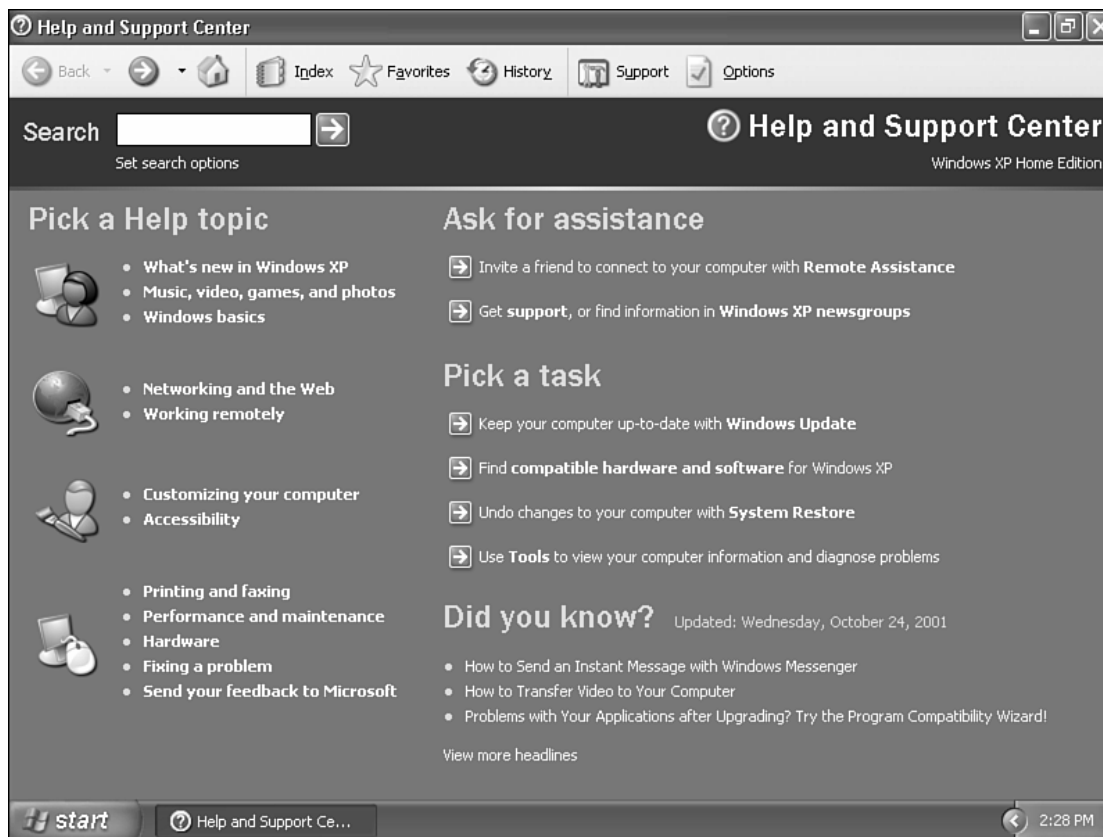 Help and Support Center
Back Index Favorites History Support Options
Search
Set search options
Help and Support Center
Windows XP Home Edition
Pick a Help topic
What's new in Windows XP
Music, video, games, and photos
Windows basics
Networking and the Web
Working remotely
Customizing your computer
Accessibility
Printing and faxing
Performance and maintenance
Hardware
Fixing a problem
Send your feedback to Microsoft
Ask for assistance
Invite a friend to connect to your computer with Remote Assistance
Get support, or find information in Windows XP newsgroups
Pick a task
Keep your computer up-to-date with Windows Update
Find compatible hardware and software for Windows XP
Undo changes to your computer with System Restore
Use Tools to view your computer information and diagnose problems
Did you know? Updated: Wednesday, October 24, 2001
How to Send an Instant Message with Windows Messenger
How to Transfer Video to Your Computer
Problems with Your Applications after Upgrading? Try the Program Compatibility Wizard!
View more headlines
start Help and Support Ce... 2:28 PM